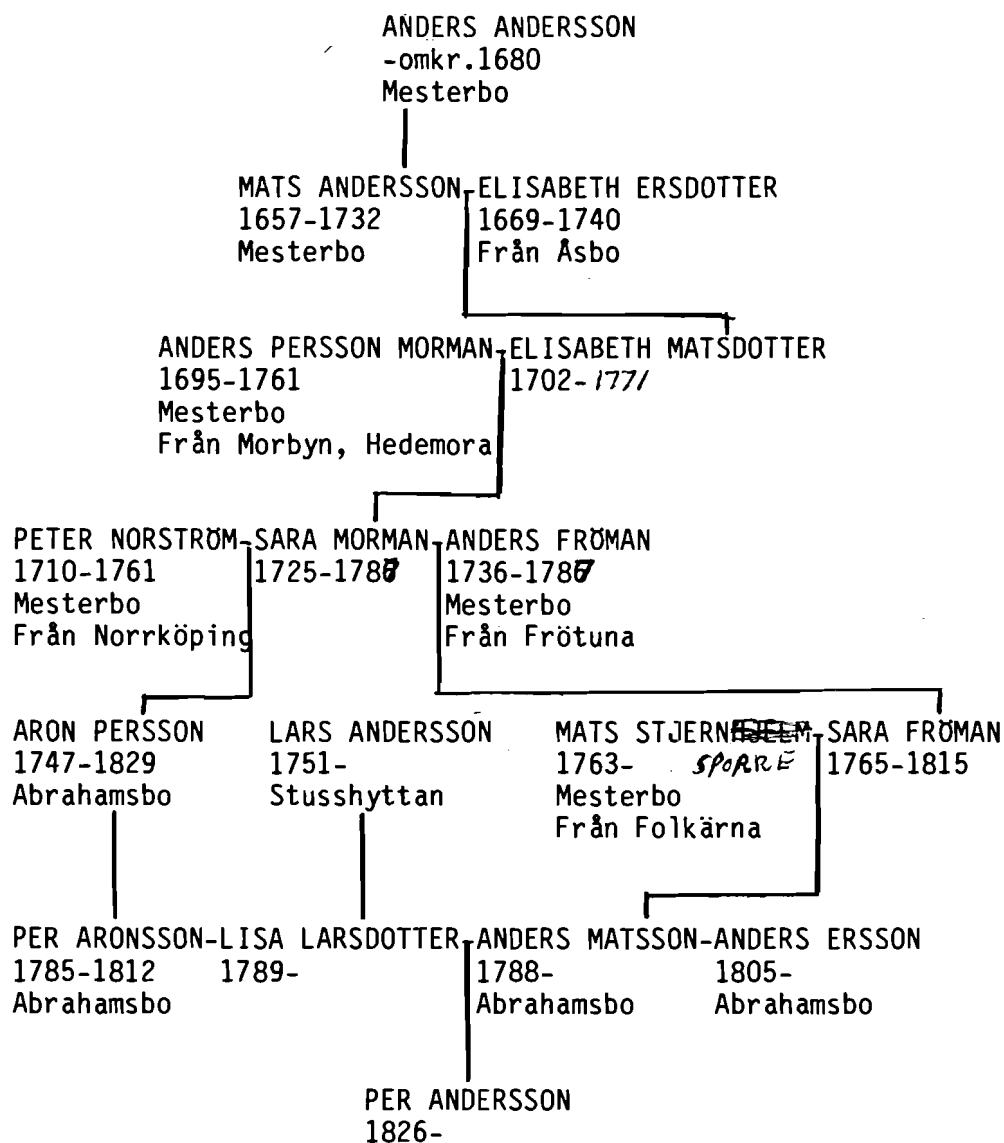 ANDERS ANDERSSON
-omkr.1680
Mesterbo
MATS ANDERSSON-ELISABETH ERSDOTTER
1657-1732 1669-1740
Mesterbo Från Åsbo
ANDERS PERSSON MORMAN-ELISABETH MATSDOTTER
1695-1761 1702-1771
Mesterbo
Från Morbyn, Hedemora
PETER NORSTRÖM-SARA MORMAN-ANDERS FRÖMAN
1710-1761 1725-1787 1736-1787
Mesterbo Mesterbo
Från Norrköping Från Frötuna
ARON PERSSON LARS ANDERSSON MATS STJERNHJELM-SARA FRÖMAN
1747-1829 1751- 1763- SPORRE 1765-1815
Abrahamsbo Stusshyttan Mesterbo
Från Folkärna
PER ARONSSON-LISA LARSDOTTER-ANDERS MATSSON-ANDERS ERSSON
1785-1812 1789- 1788- 1805-
Abrahamsbo Abrahamsbo Abrahamsbo
PER ANDERSSON
1826-